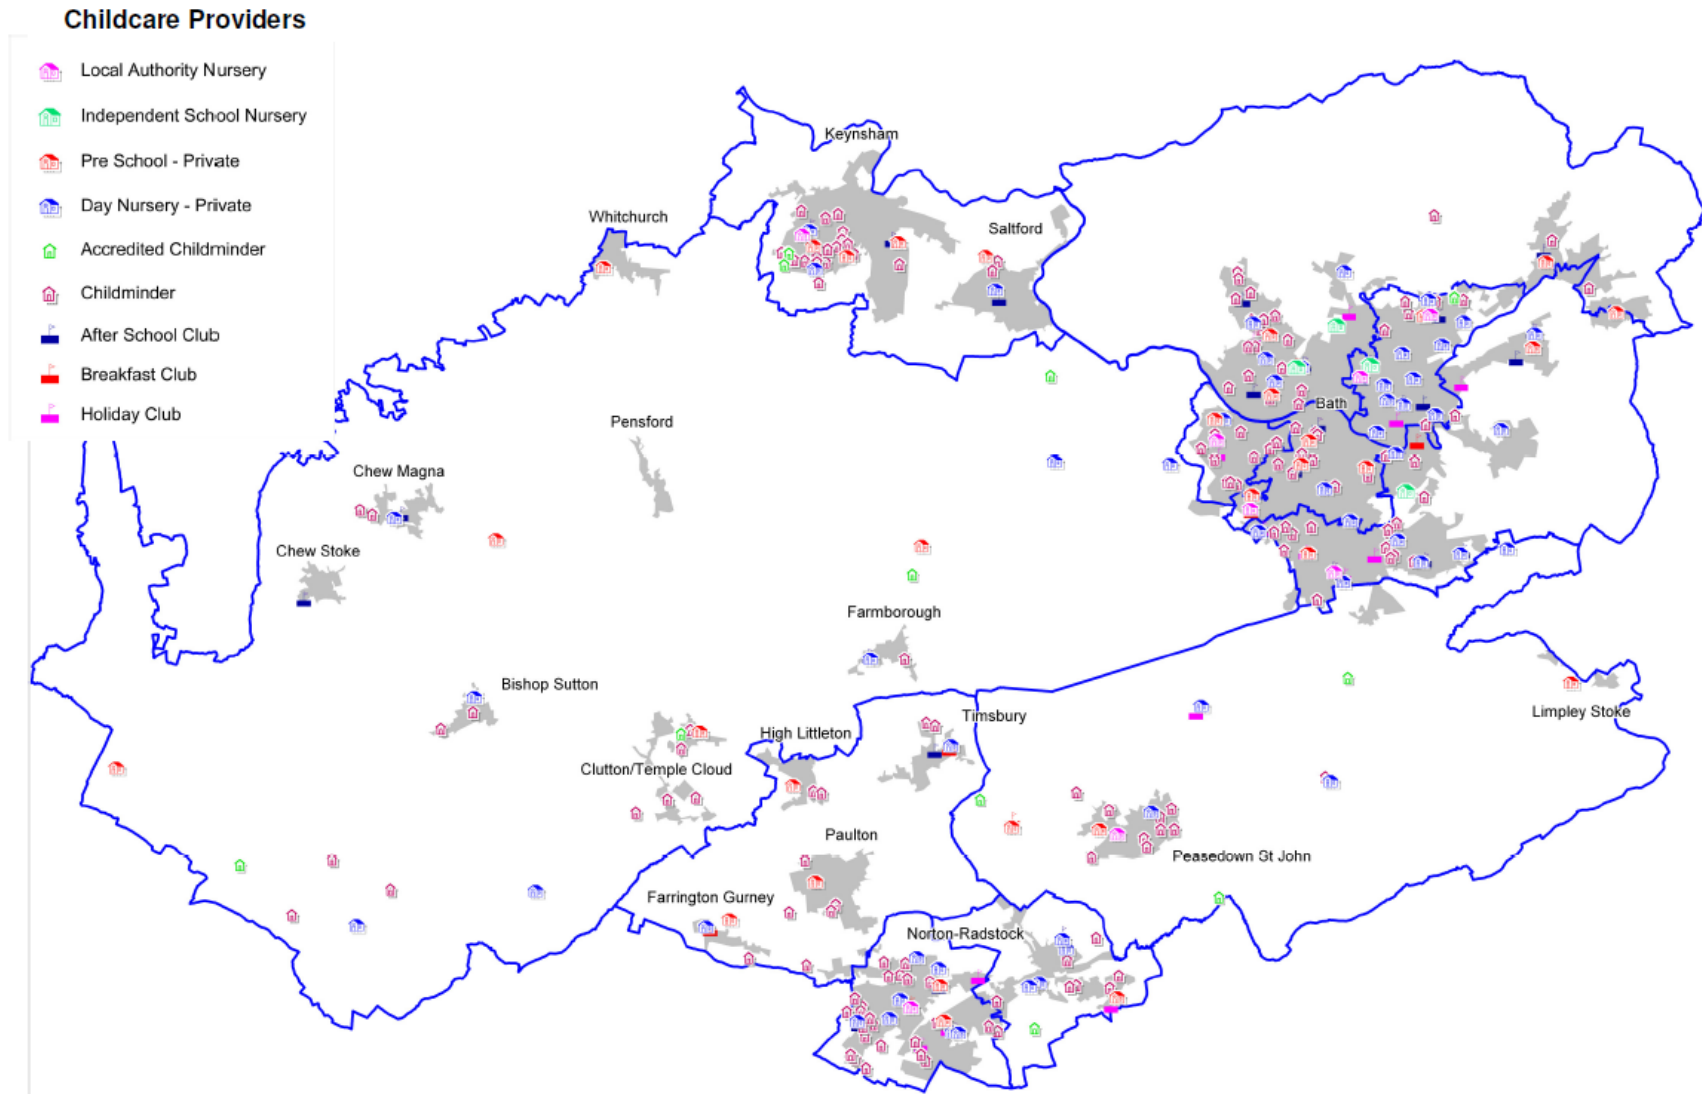 Childcare Providers
Local Authority Nursery
Independent School Nursery
Pre School - Private
Day Nursery - Private
Accredited Childminder
Childminder
After School Club
Breakfast Club
Holiday Club
Keynsham
Whitchurch
Saltford
Bath
Pensford
Chew Magna
Chew Stoke
Farmborough
Bishop Sutton
Timsbury
Limpley Stoke
High Littleton
Clutton/Temple Cloud
Paulton
Peasedown St John
Farrington Gurney
Norton-Radstock